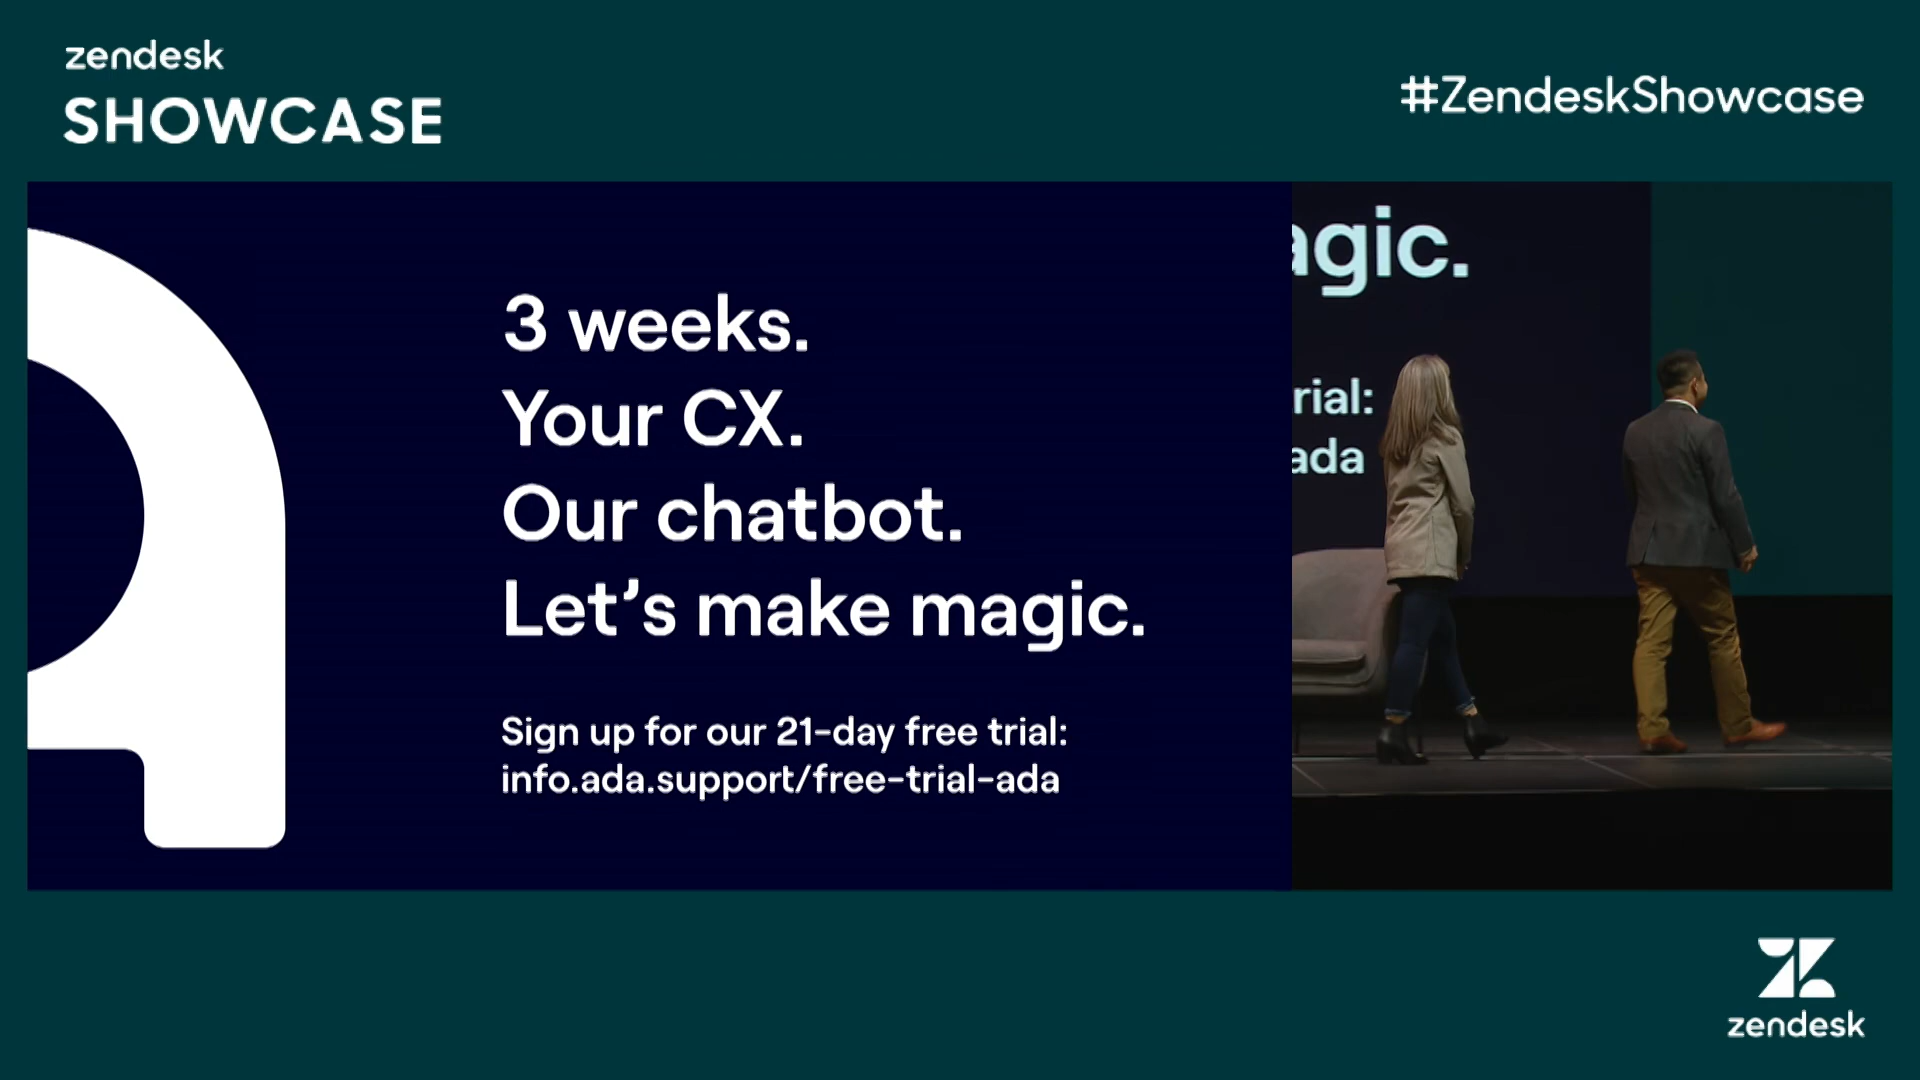 zendesk
SHOWCASE
#ZendeskShowcase
3 weeks.
Your CX.
Our chatbot.
Let’s make magic.
Sign up for our 21-day free trial:
info.ada.support/free-trial-ada
agic.
rial:
ada
zendesk